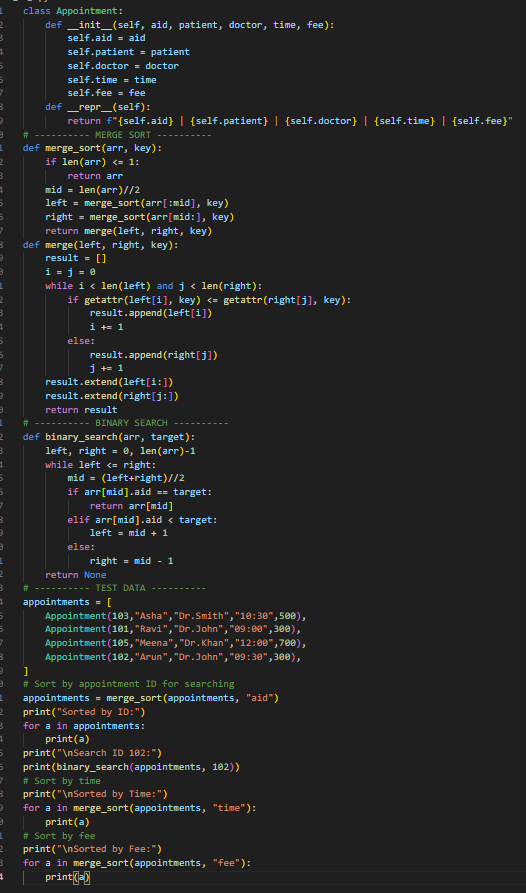 class Appointment:
    def __init__(self, aid, patient, doctor, time, fee):
        self.aid = aid
        self.patient = patient
        self.doctor = doctor
        self.time = time
        self.fee = fee
    def __repr__(self):
        return f"{self.aid} | {self.patient} | {self.doctor} | {self.time} | {self.fee}"
# ---------- MERGE SORT ----------
def merge_sort(arr, key):
    if len(arr) <= 1:
        return arr
    mid = len(arr)//2
    left = merge_sort(arr[:mid], key)
    right = merge_sort(arr[mid:], key)
    return merge(left, right, key)
def merge(left, right, key):
    result = []
    i = j = 0
    while i < len(left) and j < len(right):
        if getattr(left[i], key) <= getattr(right[j], key):
            result.append(left[i])
            i += 1
        else:
            result.append(right[j])
            j += 1
    result.extend(left[i:])
    result.extend(right[j:])
    return result
# ---------- BINARY SEARCH ----------
def binary_search(arr, target):
    left, right = 0, len(arr)-1
    while left <= right:
        mid = (left+right)//2
        if arr[mid].aid == target:
            return arr[mid]
        elif arr[mid].aid < target:
            left = mid + 1
        else:
            right = mid - 1
    return None
# ---------- TEST DATA ----------
appointments = [
    Appointment(103,"Asha","Dr.Smith","10:30",500),
    Appointment(101,"Ravi","Dr.John","09:00",300),
    Appointment(105,"Meena","Dr.Khan","12:00",700),
    Appointment(102,"Arun","Dr.John","09:30",300),
]
# Sort by appointment ID for searching
appointments = merge_sort(appointments, "aid")
print("Sorted by ID:")
for a in appointments:
    print(a)
print("\nSearch ID 102:")
print(binary_search(appointments, 102))
# Sort by time
print("\nSorted by Time:")
for a in merge_sort(appointments, "time"):
    print(a)
# Sort by fee
print("\nSorted by Fee:")
for a in merge_sort(appointments, "fee"):
    print(a)